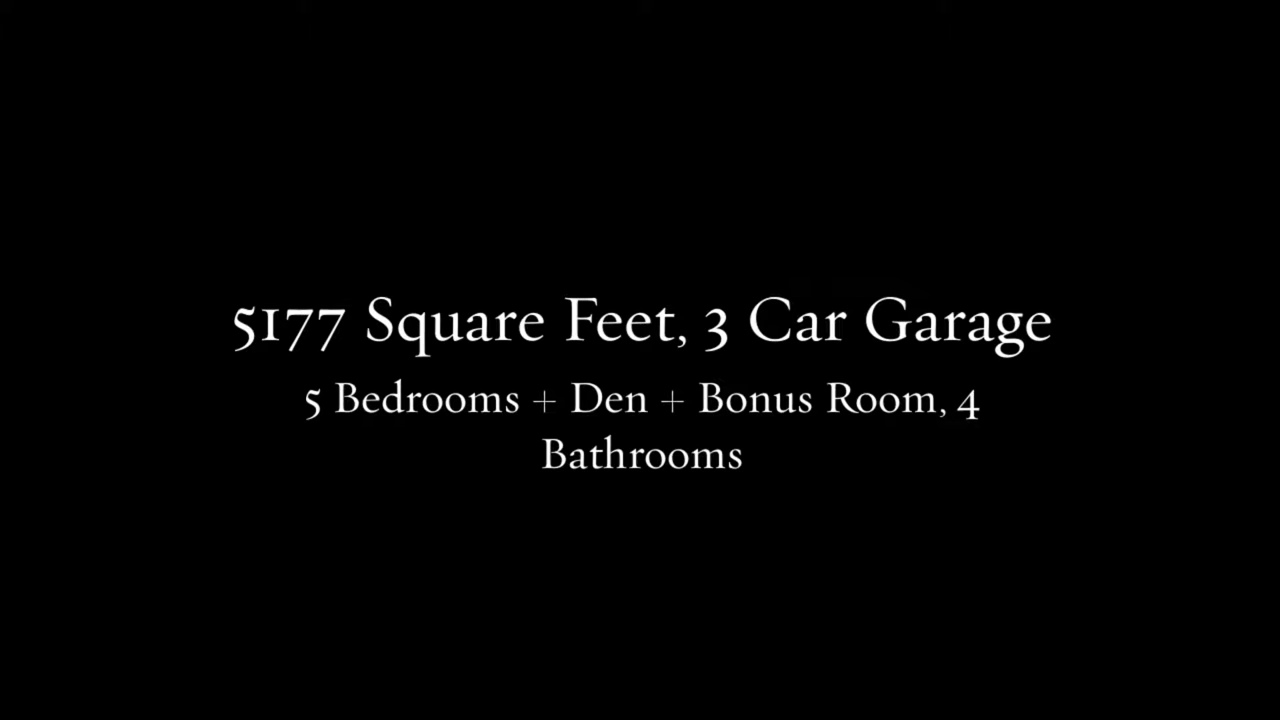 5177 Square Feet, 3 Car Garage
5 Bedrooms + Den + Bonus Room, 4
Bathrooms